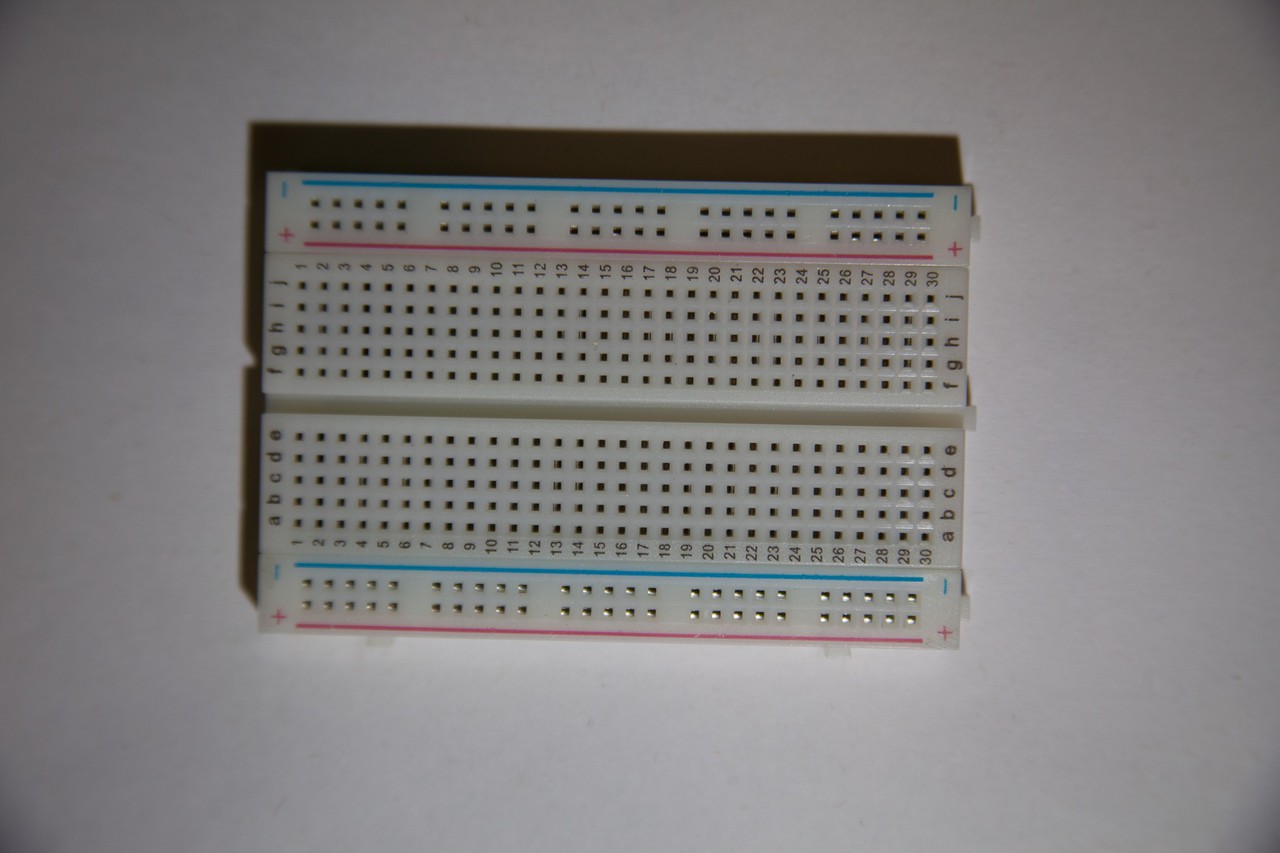 − −
+ +
1 2 3 4 5 6 7 8 9 10 11 12 13 14 15 16 17 18 19 20 21 22 23 24 25 26 27 28 29 30
j j
i i
h h
g g
f f
e e
d d
c c
b b
a a
1 2 3 4 5 6 7 8 9 10 11 12 13 14 15 16 17 18 19 20 21 22 23 24 25 26 27 28 29 30
− −
+ +